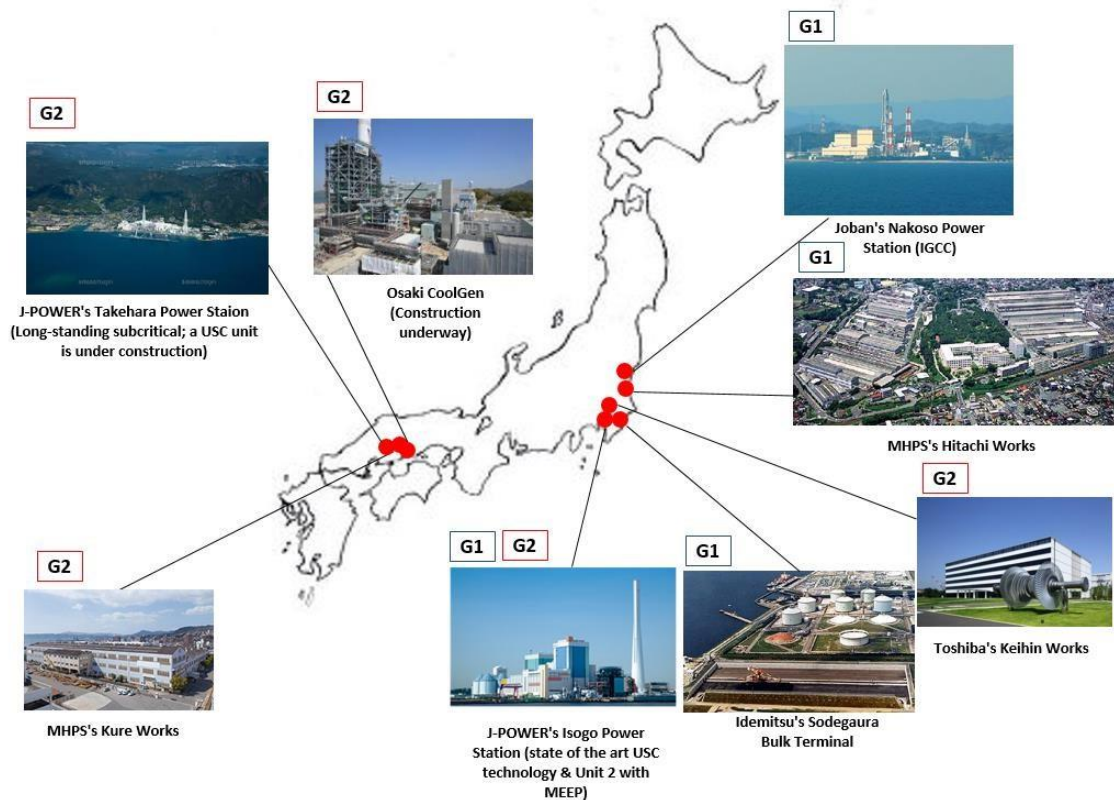 G1
G2
G2
Joban's Nakoso Power
Station (IGCC)
G1
Osaki CoolGen
(Construction
underway)
J-POWER's Takehara Power Staion
(Long-standing subcritical; a USC unit
is under construction)
MHPS's Hitachi Works
G2
G2
G1
G2
G1
Toshiba's Keihin Works
MHPS's Kure Works
J-POWER's Isogo Power
Station (state of the art USC
technology & Unit 2 with
MEEP)
Idemitsu's Sodegaura
Bulk Terminal